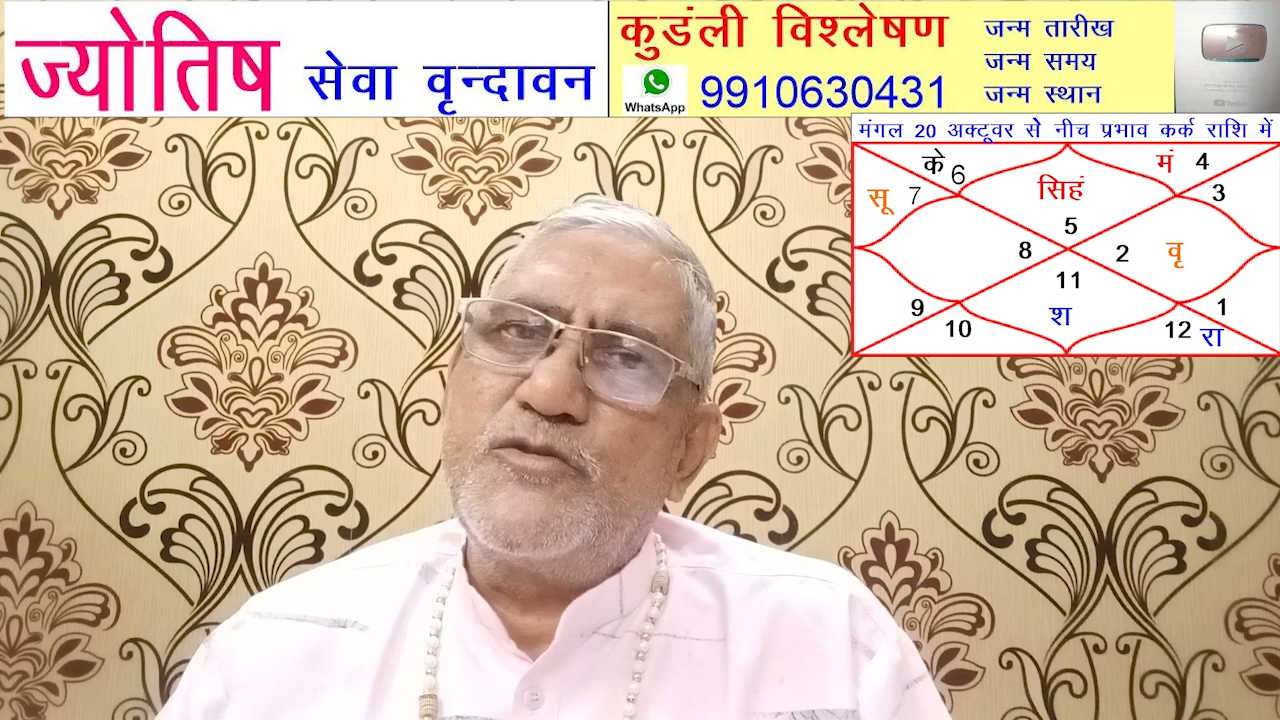 ज्योतिष सेवा वृन्दावन
कुडंली विश्लेषण
WhatsApp
9910630431
जन्म तारीख
जन्म समय
जन्म स्थान
मंगल 20 अक्टूवर से नीच प्रभाव कर्क राशि में
के 6
सू 7
सिहं
5
मं 4
3
8
2 वृ
11
श
9
10
12
1
रा